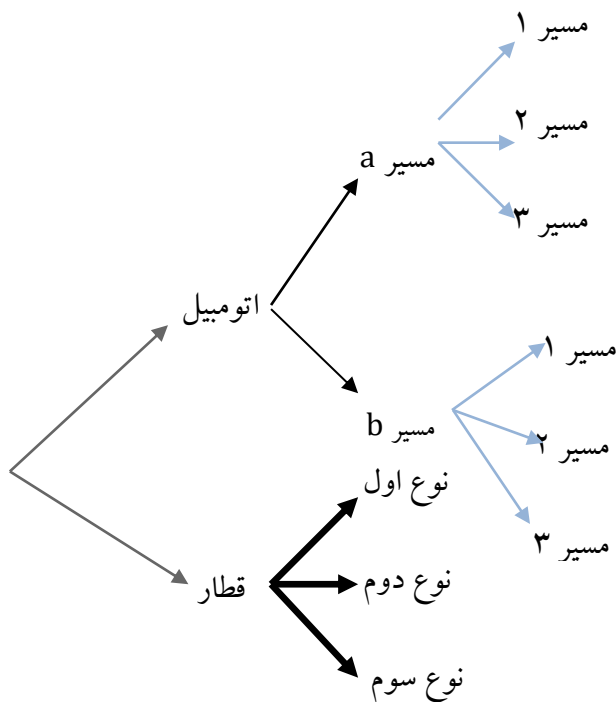 مسیر ۱
مسیر ۲
مسیر a
مسیر ۳
اتومبیل
مسیر ۱
مسیر b
مسیر ۲
نوع اول
مسیر ۳
قطار
نوع دوم
نوع سوم